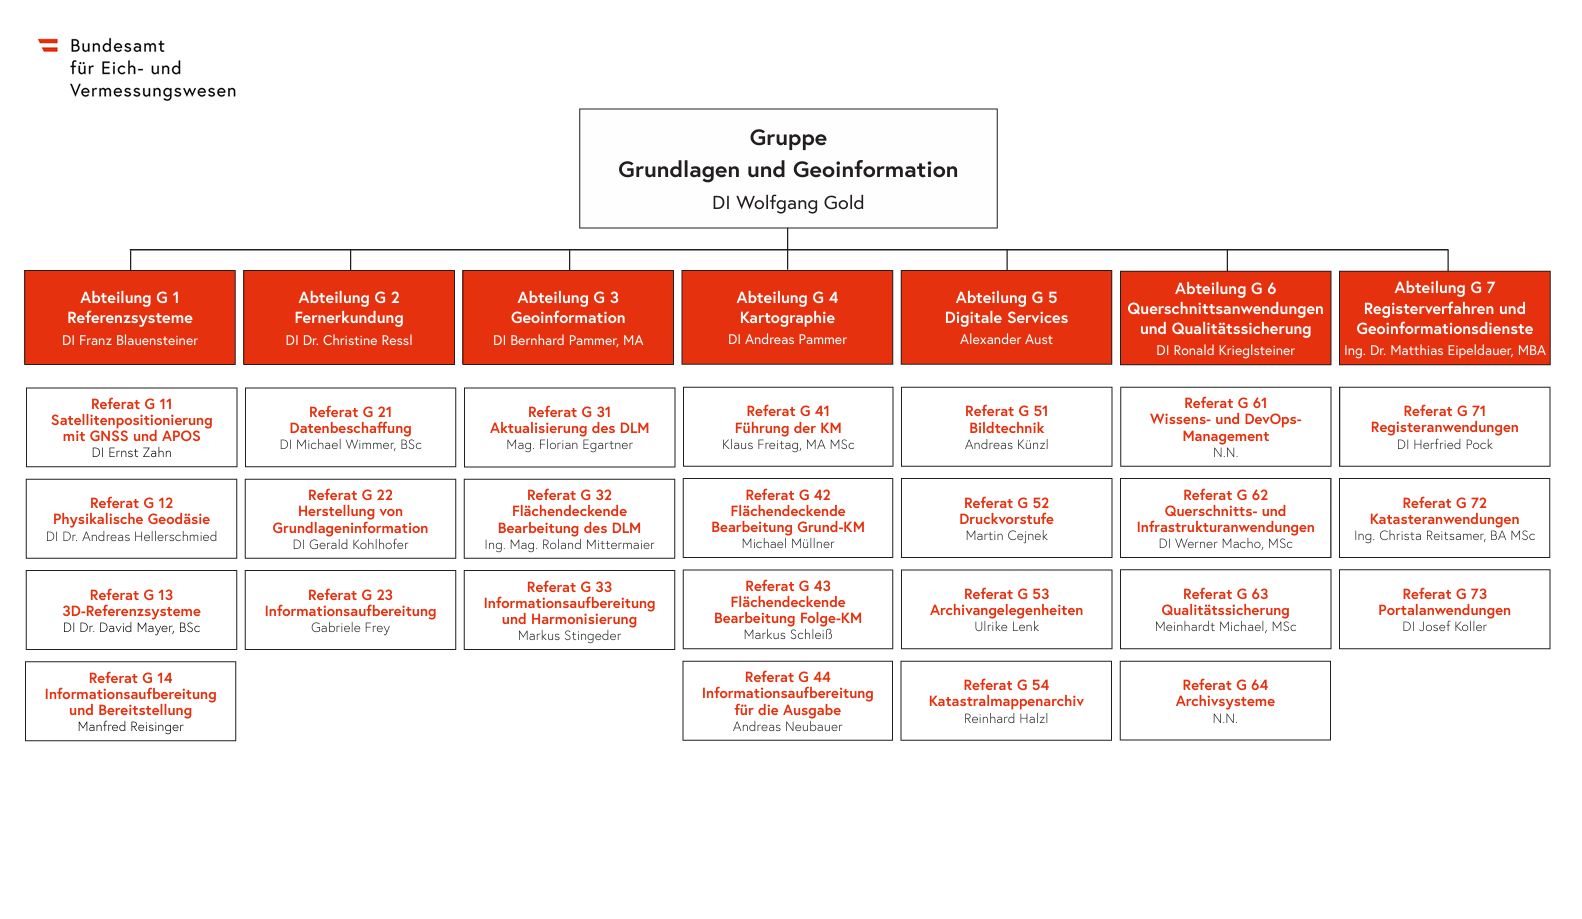 Bundesamt
für Eich- und
Vermessungswesen
Gruppe
Grundlagen und Geoinformation
DI Wolfgang Gold
Abteilung G 1
Referenzsysteme
DI Franz Blauensteiner
Abteilung G 2
Fernerkundung
DI Dr. Christine Ressl
Abteilung G 3
Geoinformation
DI Bernhard Pammer, MA
Abteilung G 4
Kartographie
DI Andreas Pammer
Abteilung G 5
Digitale Services
Alexander Aust
Abteilung G 6
Querschnittsanwendungen
und Qualitätssicherung
DI Ronald Krieglsteiner
Abteilung G 7
Registerverfahren und
Geoinformationsdienste
Ing. Dr. Matthias Eipeldauer, MBA
Referat G 11
Satellitenpositionierung
mit GNSS und APOS
DI Ernst Zahn
Referat G 21
Datenbeschaffung
DI Michael Wimmer, BSc
Referat G 31
Aktualisierung des DLM
Mag. Florian Egartner
Referat G 41
Führung der KM
Klaus Freitag, MA MSc
Referat G 51
Bildtechnik
Andreas Künzl
Referat G 61
Wissens- und DevOps-
Management
N.N.
Referat G 71
Registeranwendungen
DI Herfried Pock
Referat G 12
Physikalische Geodäsie
DI Dr. Andreas Hellerschmied
Referat G 22
Herstellung von
Grundlageninformation
DI Gerald Kohlhofer
Referat G 32
Flächendeckende
Bearbeitung des DLM
Ing. Mag. Roland Mittermaier
Referat G 42
Flächendeckende
Bearbeitung Grund-KM
Michael Müllner
Referat G 52
Druckvorstufe
Martin Cejnek
Referat G 62
Querschnitts- und
Infrastrukturanwendungen
DI Werner Macho, MSc
Referat G 72
Katasteranwendungen
Ing. Christa Reitsamer, BA MSc
Referat G 13
3D-Referenzsysteme
DI Dr. David Mayer, BSc
Referat G 23
Informationsaufbereitung
Gabriele Frey
Referat G 33
Informationsaufbereitung
und Harmonisierung
Markus Stingeder
Referat G 43
Flächendeckende
Bearbeitung Folge-KM
Markus Schleiß
Referat G 53
Archivangelegenheiten
Ulrike Lenk
Referat G 63
Qualitätssicherung
Meinhardt Michael, MSc
Referat G 73
Portalanwendungen
DI Josef Koller
Referat G 14
Informationsaufbereitung
und Bereitstellung
Manfred Reisinger
Referat G 44
Informationsaufbereitung
für die Ausgabe
Andreas Neubauer
Referat G 54
Katastralmappenarchiv
Reinhard Halzl
Referat G 64
Archivsysteme
N.N.